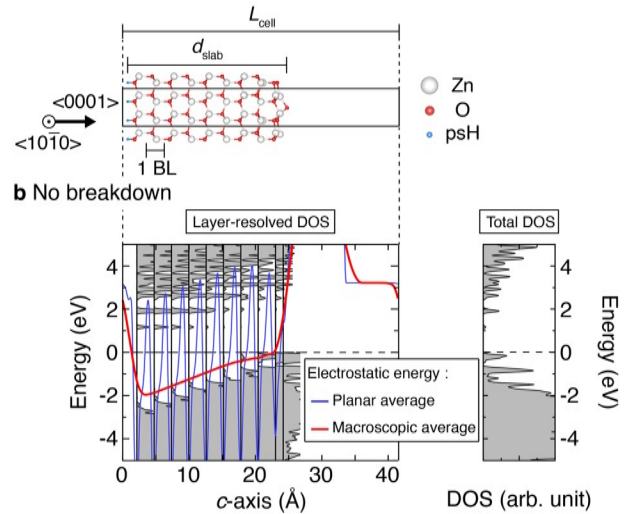 L_cell
d_slab
<0001>
<101̄0>
1 BL
Zn
O
psH
b No breakdown
Layer-resolved DOS
Total DOS
Energy (eV)
4
2
0
-2
-4
Electrostatic energy :
Planar average
Macroscopic average
4
2
0
-2
-4
Energy (eV)
0 10 20 30 40
c-axis (Å)
DOS (arb. unit)